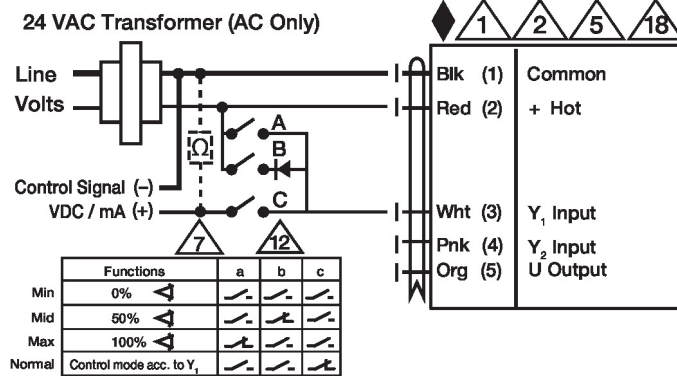 24 VAC Transformer (AC Only)
1 2 5 18
Line
Volts
Blk (1) Common
Red (2) + Hot
A
B
Ω
C
Control Signal (–)
VDC / mA (+)
Wht (3) Y₁ Input
Pnk (4) Y₂ Input
Org (5) U Output
7 12
Functions a b c
Min 0%
Mid 50%
Max 100%
Normal Control mode acc. to Y₁